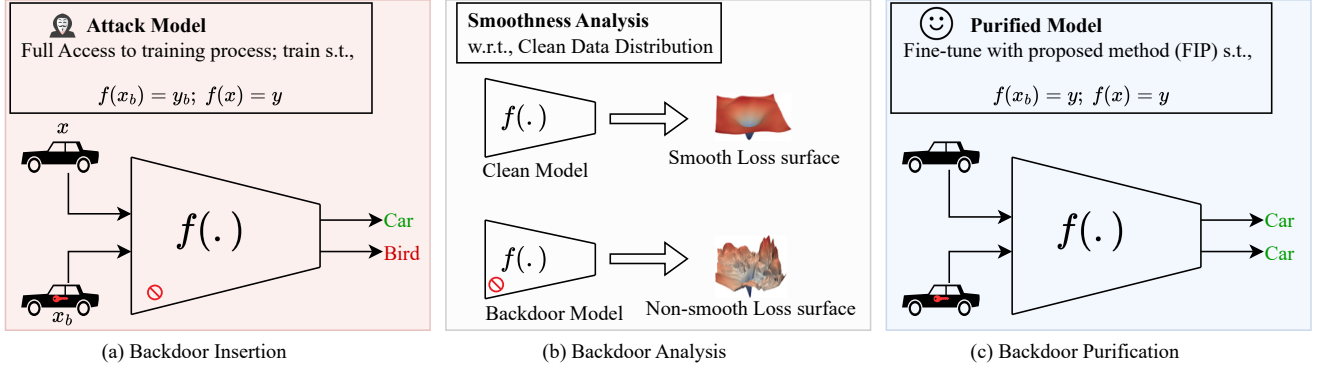 Attack Model
Full Access to training process; train s.t.,
f(x_b) = y_b; f(x) = y
x
f(.)
Car
Bird
x_b
(a) Backdoor Insertion
Smoothness Analysis
w.r.t., Clean Data Distribution
f(.)
Clean Model
Smooth Loss surface
f(.)
Backdoor Model
Non-smooth Loss surface
(b) Backdoor Analysis
Purified Model
Fine-tune with proposed method (FIP) s.t.,
f(x_b) = y; f(x) = y
f(.)
Car
Car
(c) Backdoor Purification